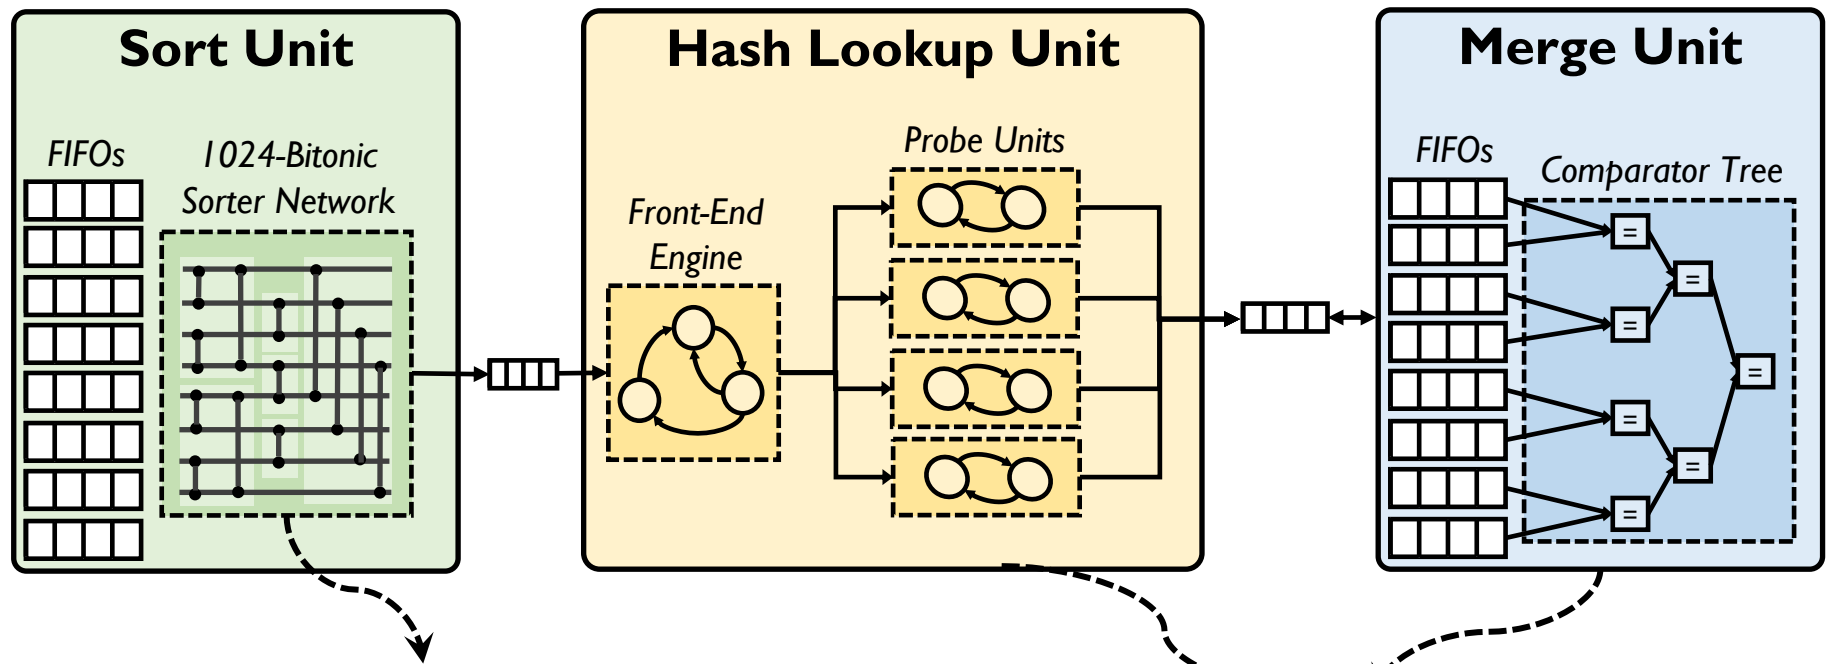 Sort Unit
FIFOs
1024-Bitonic
Sorter Network
Hash Lookup Unit
Front-End
Engine
Probe Units
Merge Unit
FIFOs
Comparator Tree
=
=
=
=
=
=
=